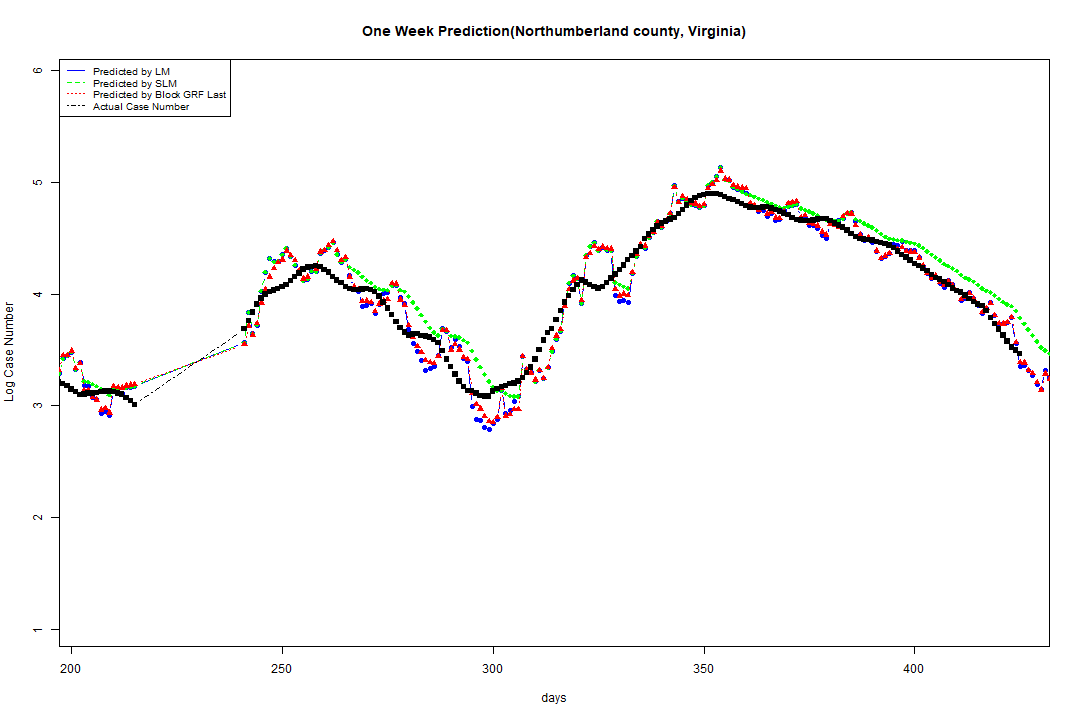 One Week Prediction(Northumberland county, Virginia)
Predicted by LM
Predicted by SLM
Predicted by Block GRF Last
Actual Case Number
6
5
4
3
2
1
Log Case Number
200
250
300
350
400
days